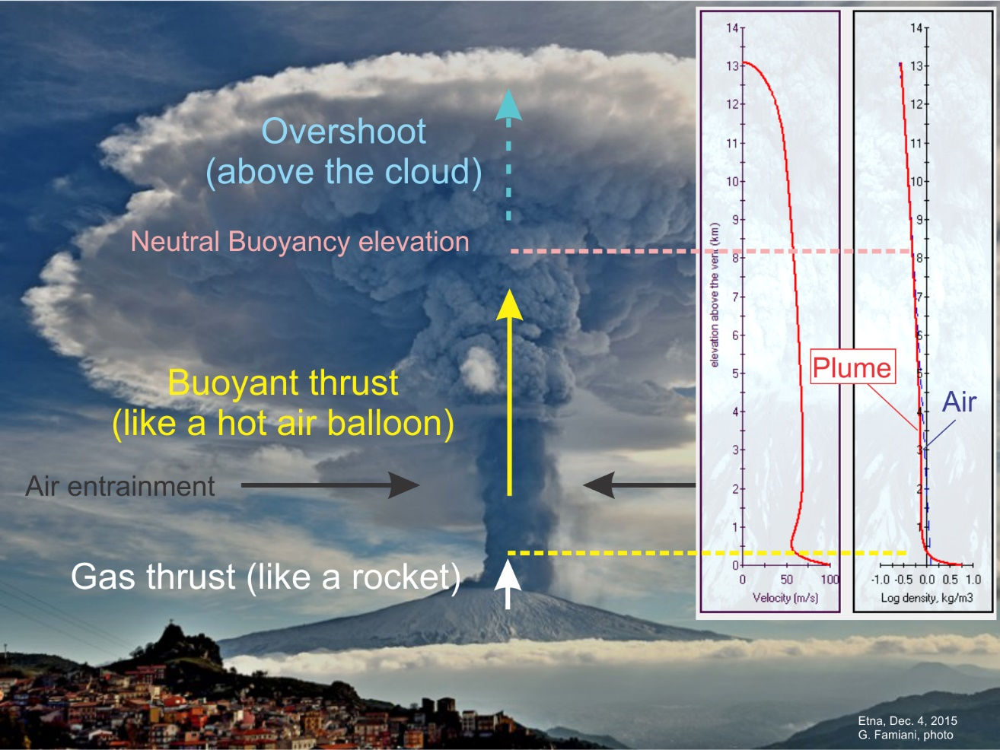 Overshoot
(above the cloud)
Neutral Buoyancy elevation
Buoyant thrust
(like a hot air balloon)
Air entrainment
Gas thrust (like a rocket)
14
13
12
11
10
9
8
7
6
5
4
3
2
1
0
elevation above the vent (km)
0 50 100
Velocity (m/s)
14
13
12
11
10
9
8
7
6
5
4
3
2
1
-1.0 -0.5 0.0 0.5 1.0
Log density, kg/m3
Plume
Air
Etna, Dec. 4, 2015
G. Famiani, photo